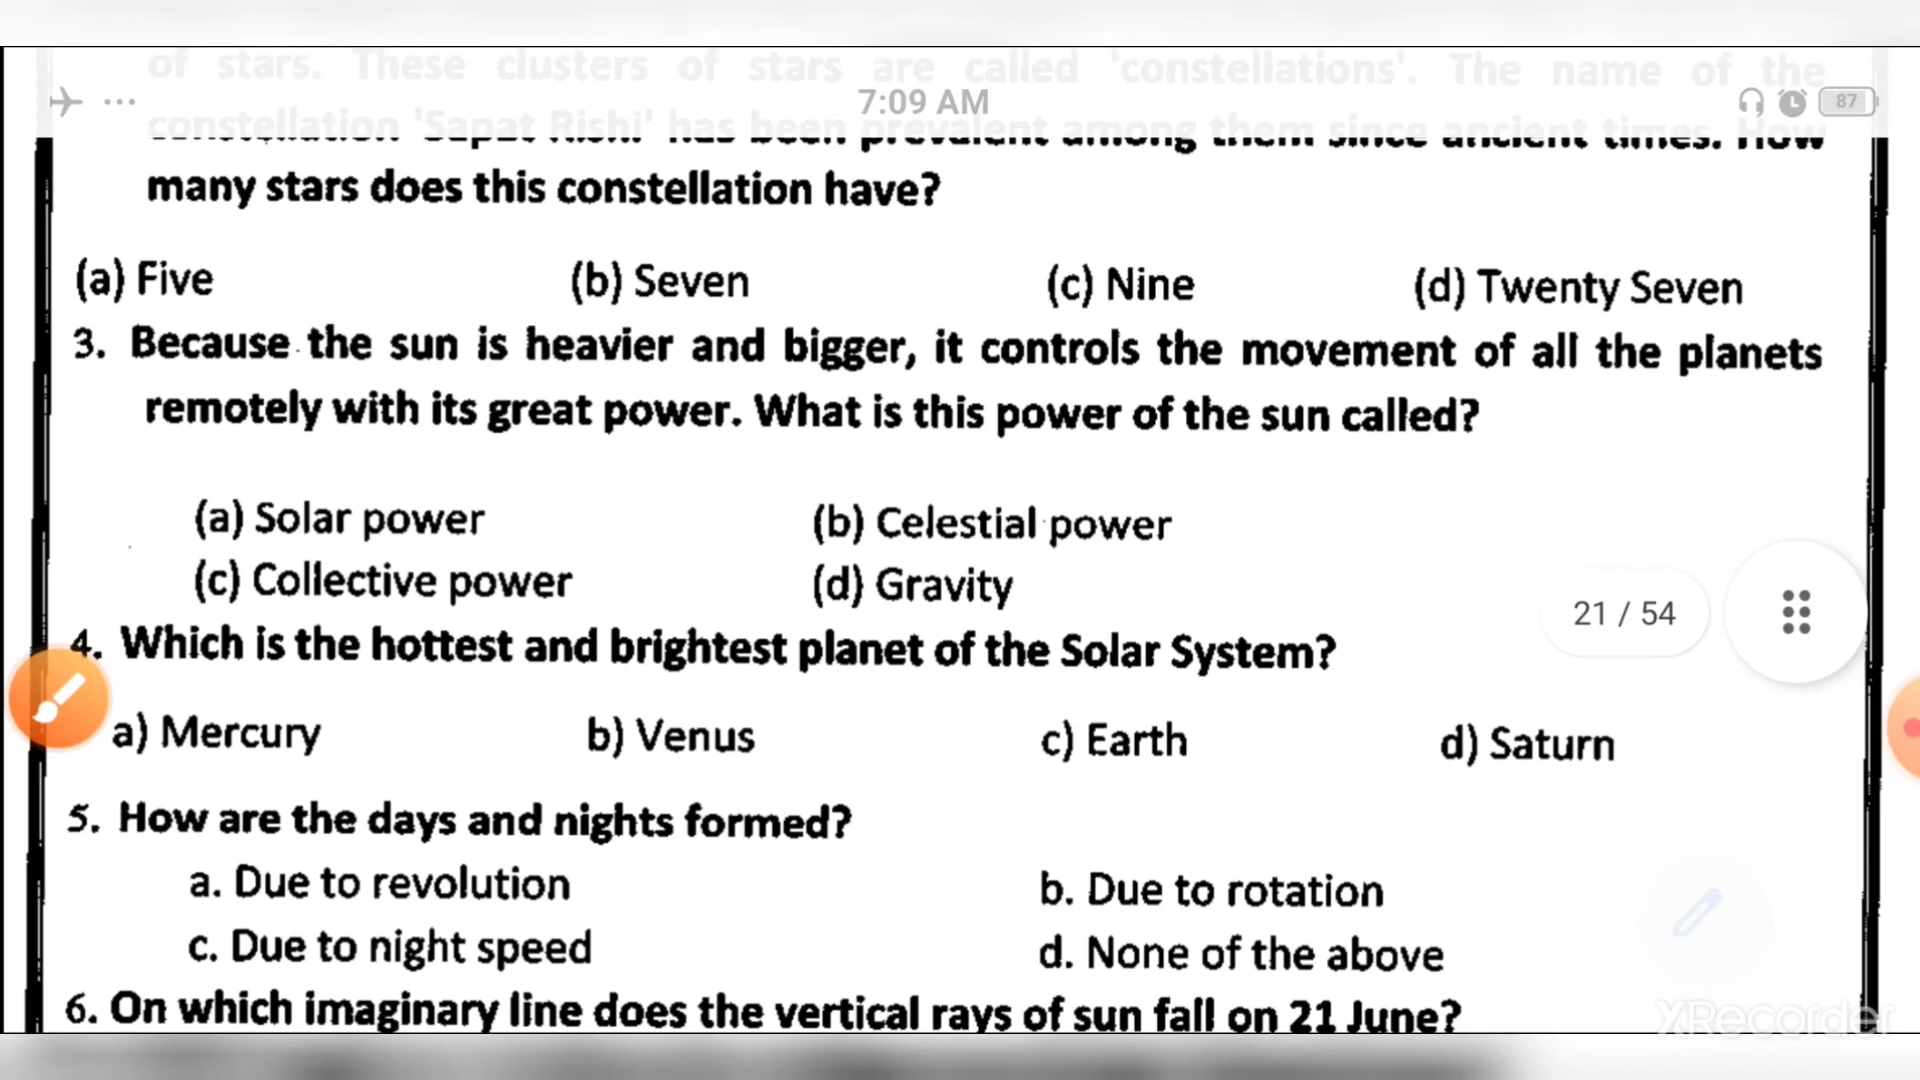 of stars. These clusters of stars are called 'constellations'. The name of the
7:09 AM
87
constellation 'Sapat Rishi' has been prevalent among them since ancient times. How
many stars does this constellation have?
(a) Five (b) Seven (c) Nine (d) Twenty Seven
3. Because the sun is heavier and bigger, it controls the movement of all the planets
remotely with its great power. What is this power of the sun called?
(a) Solar power (b) Celestial power
(c) Collective power (d) Gravity
21 / 54
4. Which is the hottest and brightest planet of the Solar System?
a) Mercury b) Venus c) Earth d) Saturn
5. How are the days and nights formed?
a. Due to revolution b. Due to rotation
c. Due to night speed d. None of the above
6. On which imaginary line does the vertical rays of sun fall on 21 June?
XRecorder